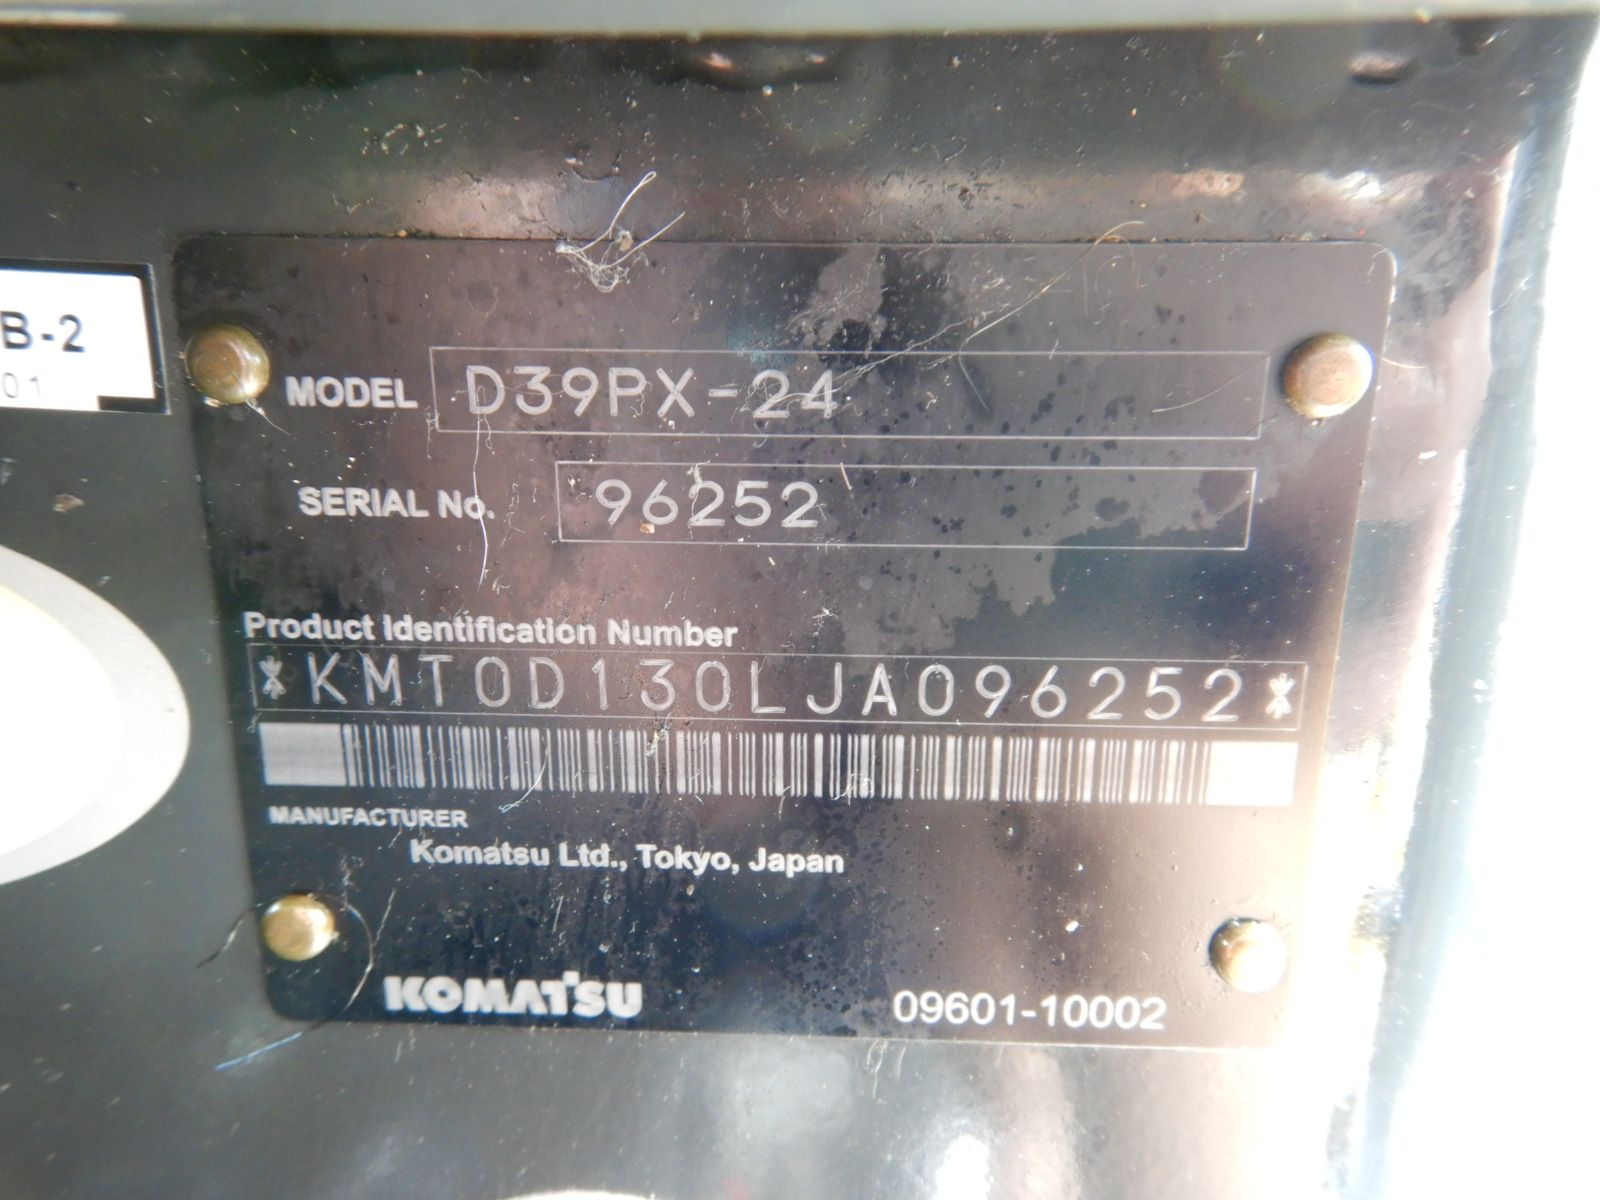 B-2
01
MODEL D39PX-24
SERIAL No. 96252
Product Identification Number
*KMT0D130LJA096252*
MANUFACTURER
Komatsu Ltd., Tokyo, Japan
KOMATSU 09601-10002